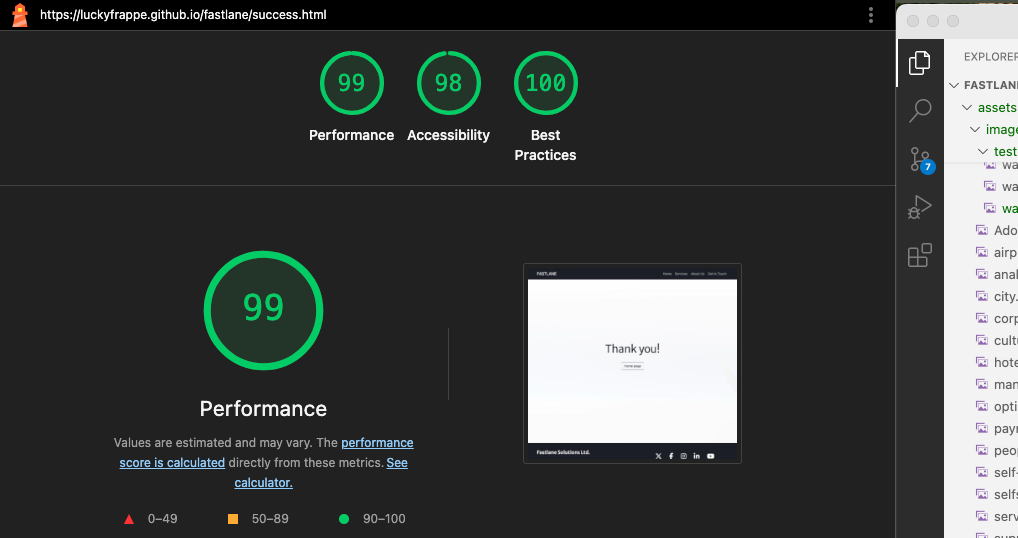 https://luckyfrappe.github.io/fastlane/success.html
99
98
100
Performance
Accessibility
Best
Practices
99
Performance
Values are estimated and may vary. The performance
score is calculated directly from these metrics. See
calculator.
0–49
50–89
90–100
FASTLANE
Home Services About Us Get In Touch
Thank you!
Home page
Fastlane Solutions Ltd.
EXPLORER
FASTLANE
assets
image
test
wa
wa
wa
Ado
airp
anal
city.
corp
cultu
hote
man
opti
payr
peop
self-
selfs
serv
7